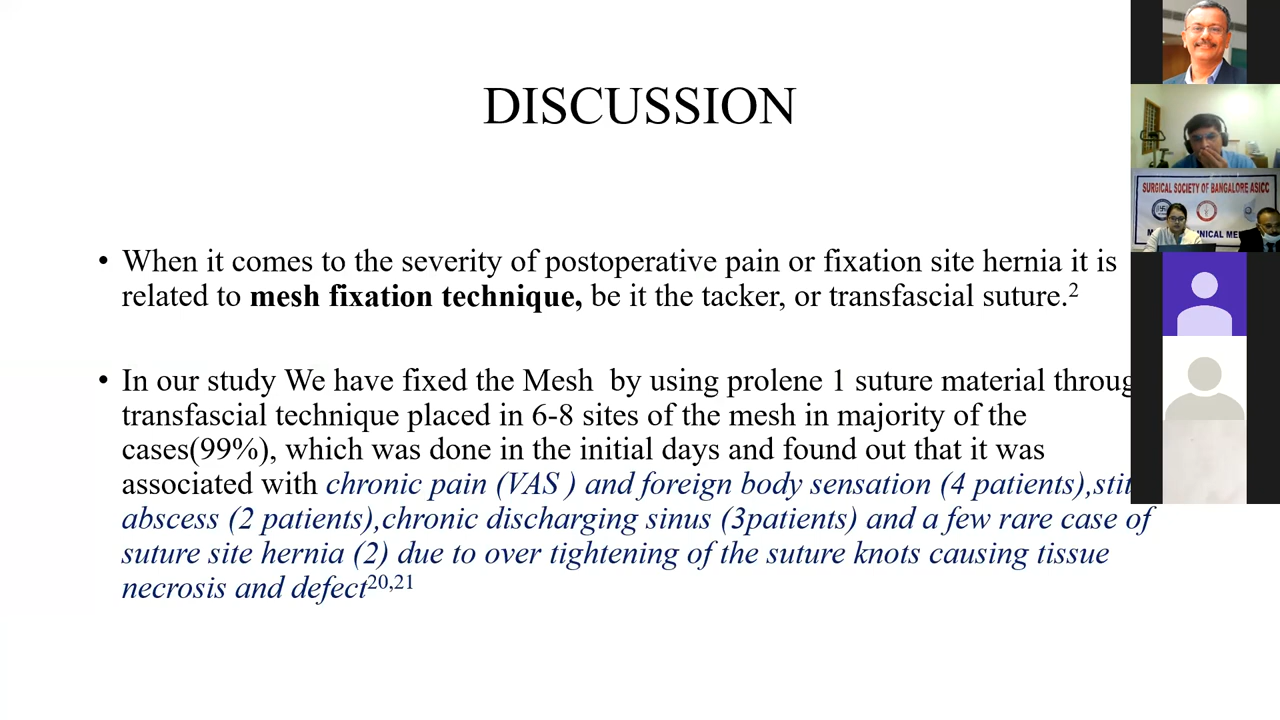 DISCUSSION
• When it comes to the severity of postoperative pain or fixation site hernia it is
related to mesh fixation technique, be it the tacker, or transfascial suture.2
• In our study We have fixed the Mesh by using prolene 1 suture material
transfascial technique placed in 6-8 sites of the mesh in majority of the
cases(99%), which was done in the initial days and found out that it was
associated with chronic pain (VAS ) and foreign body sensation (4 patients),
abscess (2 patients),chronic discharging sinus (3patients) and a few rare case of
suture site hernia (2) due to over tightening of the suture knots causing tissue
necrosis and defect20,21
SURGICAL SOCIETY OF BANGALORE ASICC